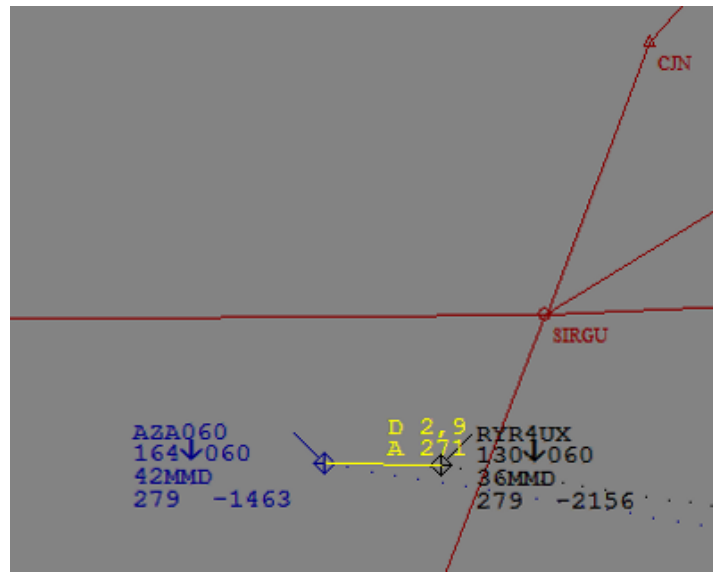 CJN
SIRGU
AZA060
164↓060
42MMD
279 -1463
D 2,9
A 271
RYR4UX
130↓060
36MMD
279 -2156